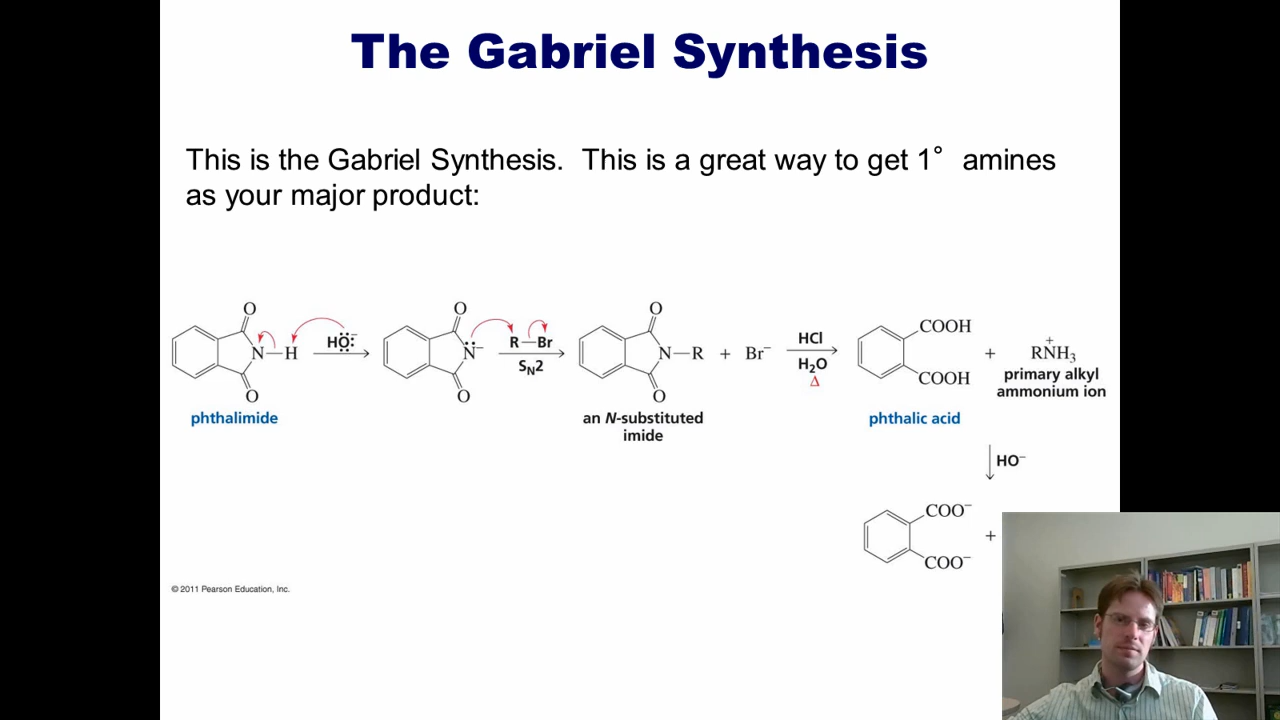 The Gabriel Synthesis
This is the Gabriel Synthesis. This is a great way to get 1° amines
as your major product:
O
N—H
O
phthalimide
HO:⁻
O
N:⁻
O
R—Br
SN2
O
N—R
O
an N-substituted
imide
+ Br⁻
HCl
H₂O
Δ
COOH
COOH
phthalic acid
+
RNH₃⁺
primary alkyl
ammonium ion
HO⁻
COO⁻
COO⁻
+
© 2011 Pearson Education, Inc.